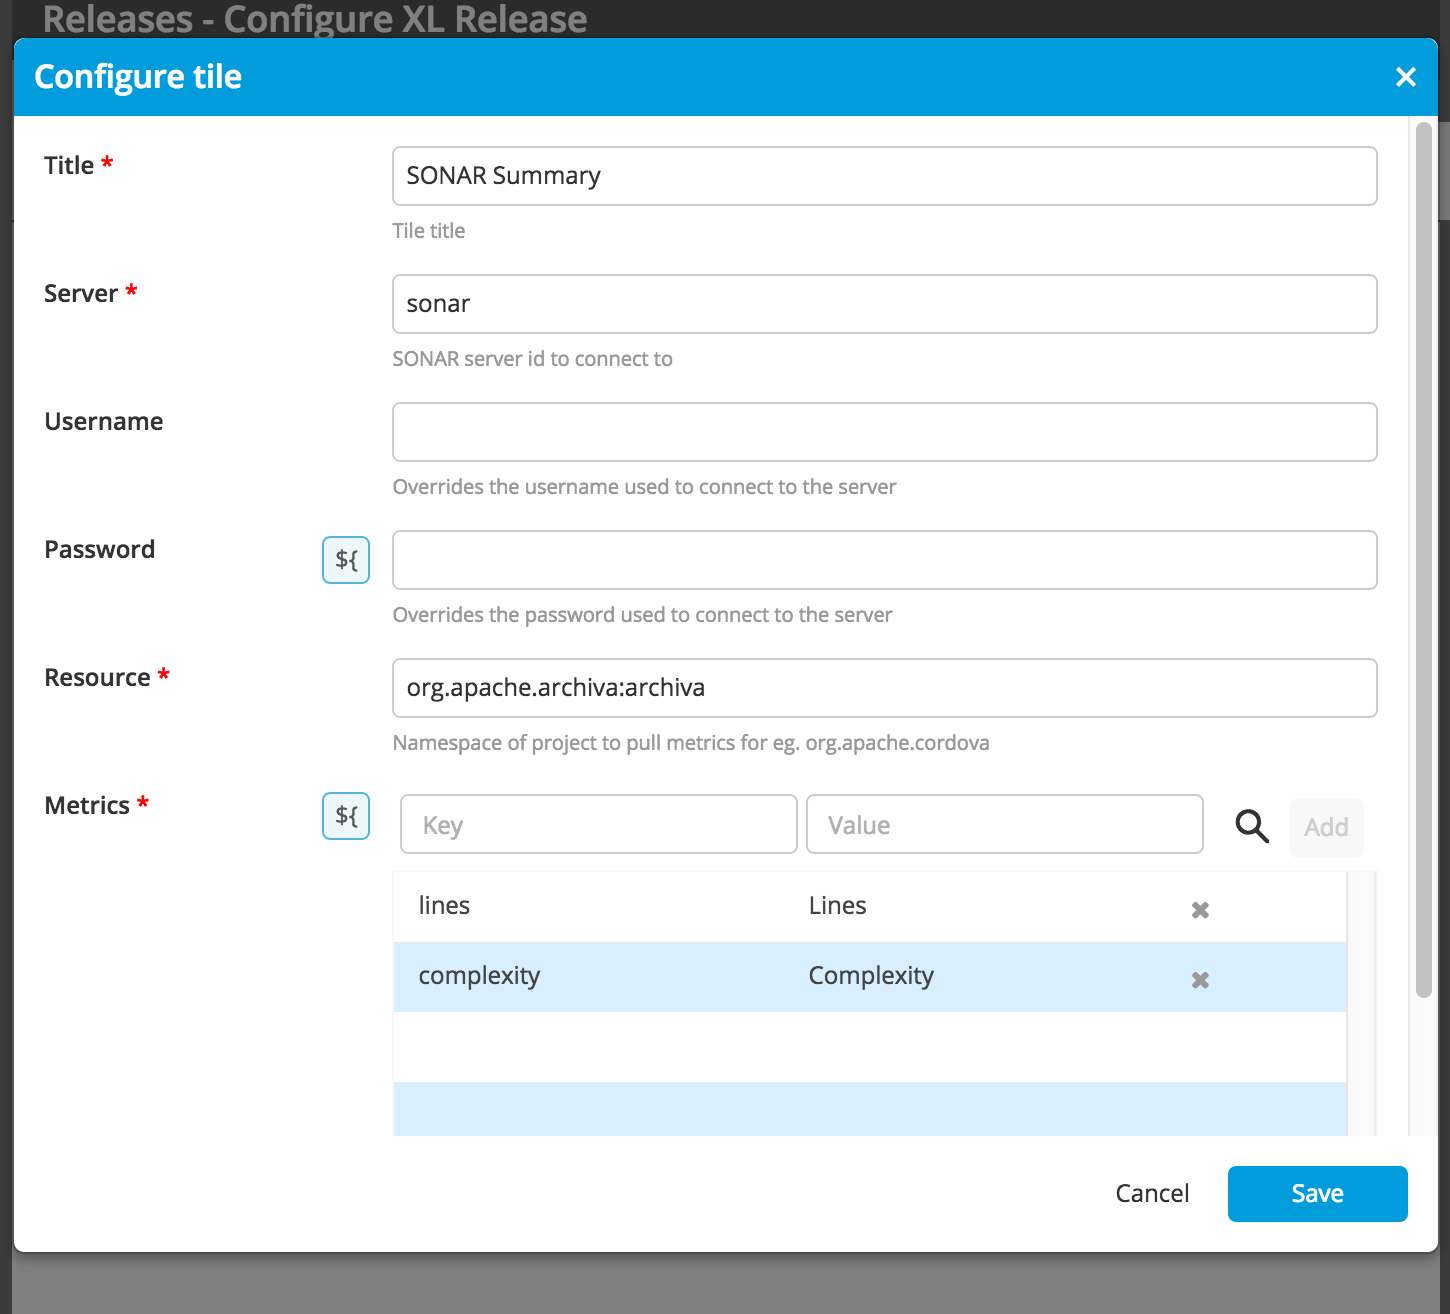 Releases - Configure XL Release
Configure tile
Title *
SONAR Summary
Tile title
Server *
sonar
SONAR server id to connect to
Username
Overrides the username used to connect to the server
Password
${
Overrides the password used to connect to the server
Resource *
org.apache.archiva:archiva
Namespace of project to pull metrics for eg. org.apache.cordova
Metrics *
${
Key Value Add
lines Lines
complexity Complexity
Cancel Save